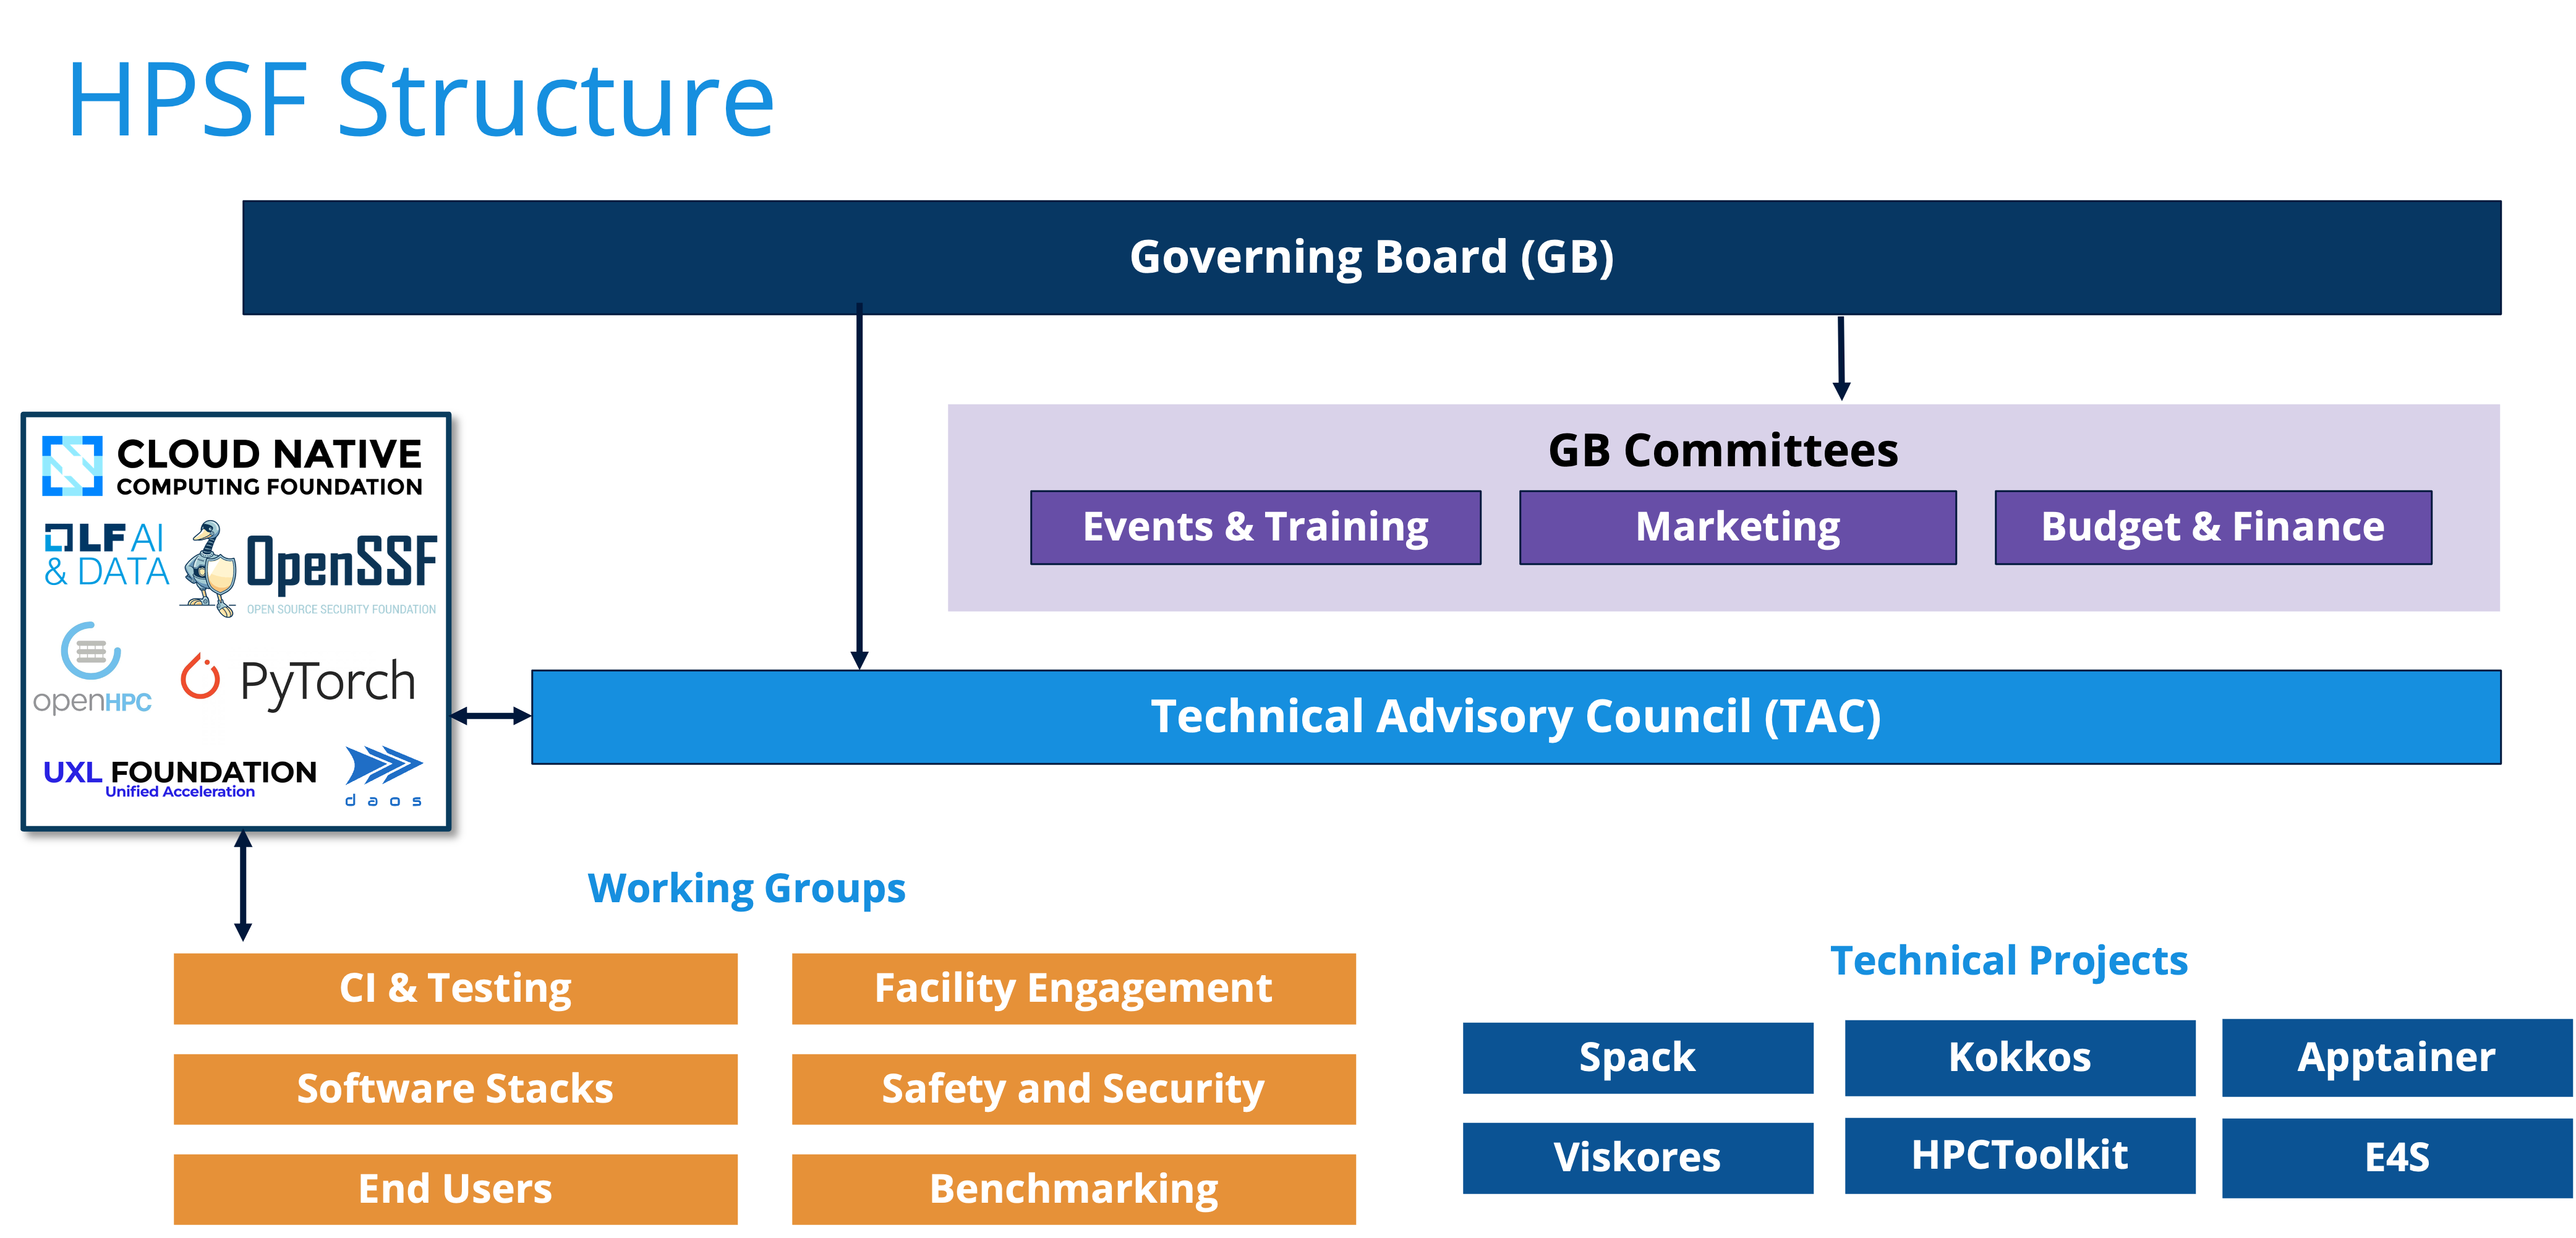 HPSF Structure
Governing Board (GB)
GB Committees
Events & Training
Marketing
Budget & Finance
CLOUD NATIVE
COMPUTING FOUNDATION
LF AI
& DATA
OpenSSF
OPEN SOURCE SECURITY FOUNDATION
openHPC
PyTorch
UXL FOUNDATION
Unified Acceleration
daos
Technical Advisory Council (TAC)
Working Groups
CI & Testing
Facility Engagement
Software Stacks
Safety and Security
End Users
Benchmarking
Technical Projects
Spack
Kokkos
Apptainer
Viskores
HPCToolkit
E4S